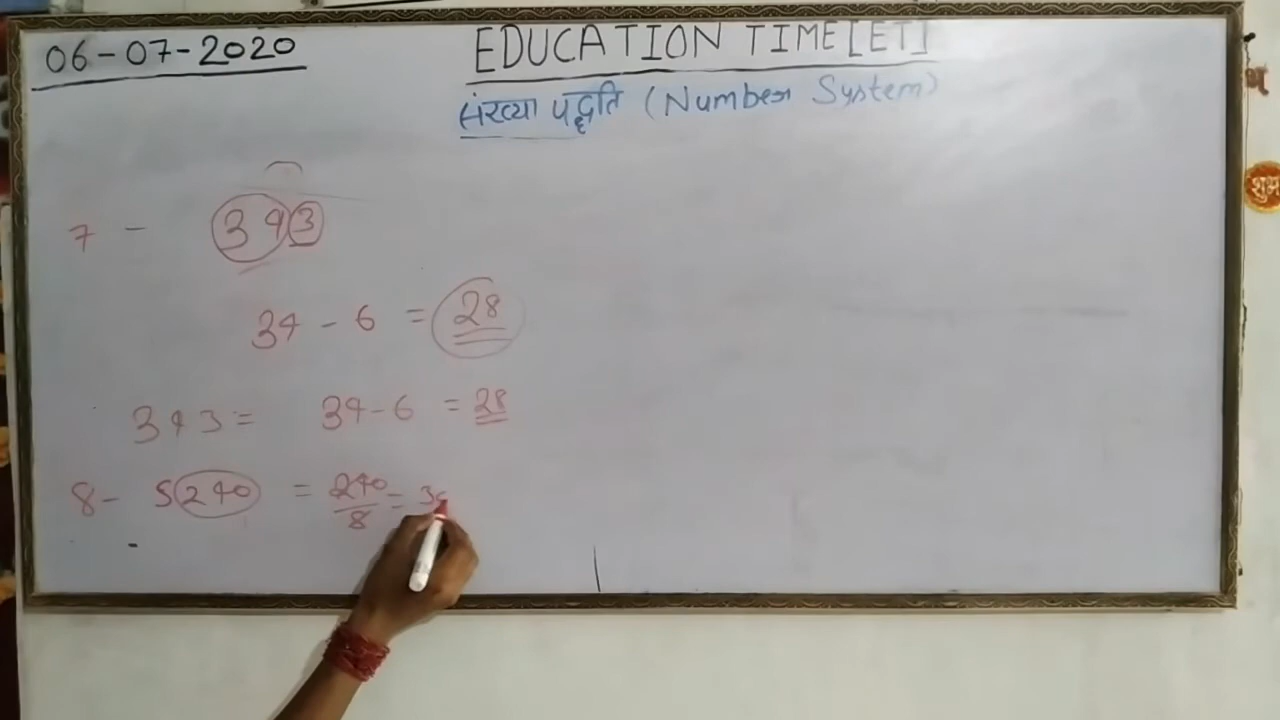 06-07-2020
EDUCATION TIME [ET]
संख्या पद्धति (Number System)
7 - 343
34 - 6 = 28
343 = 34-6 = 28
8- 5240 = 240/8 = 30
शुभ